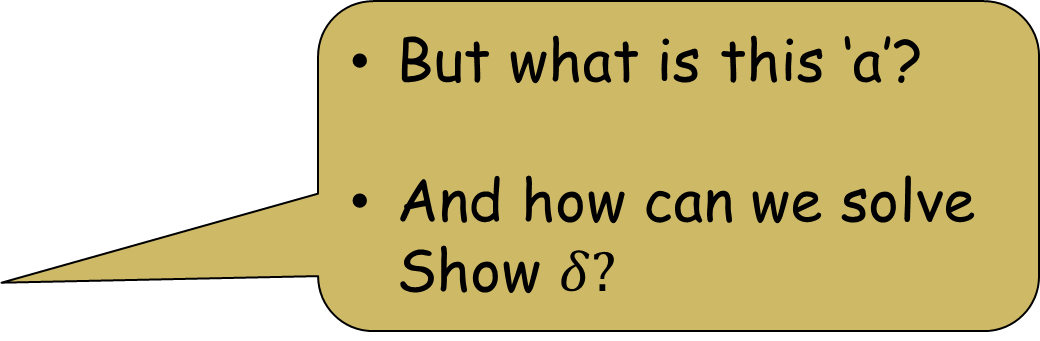 • But what is this ‘a’?
• And how can we solve
Show 𝛿?